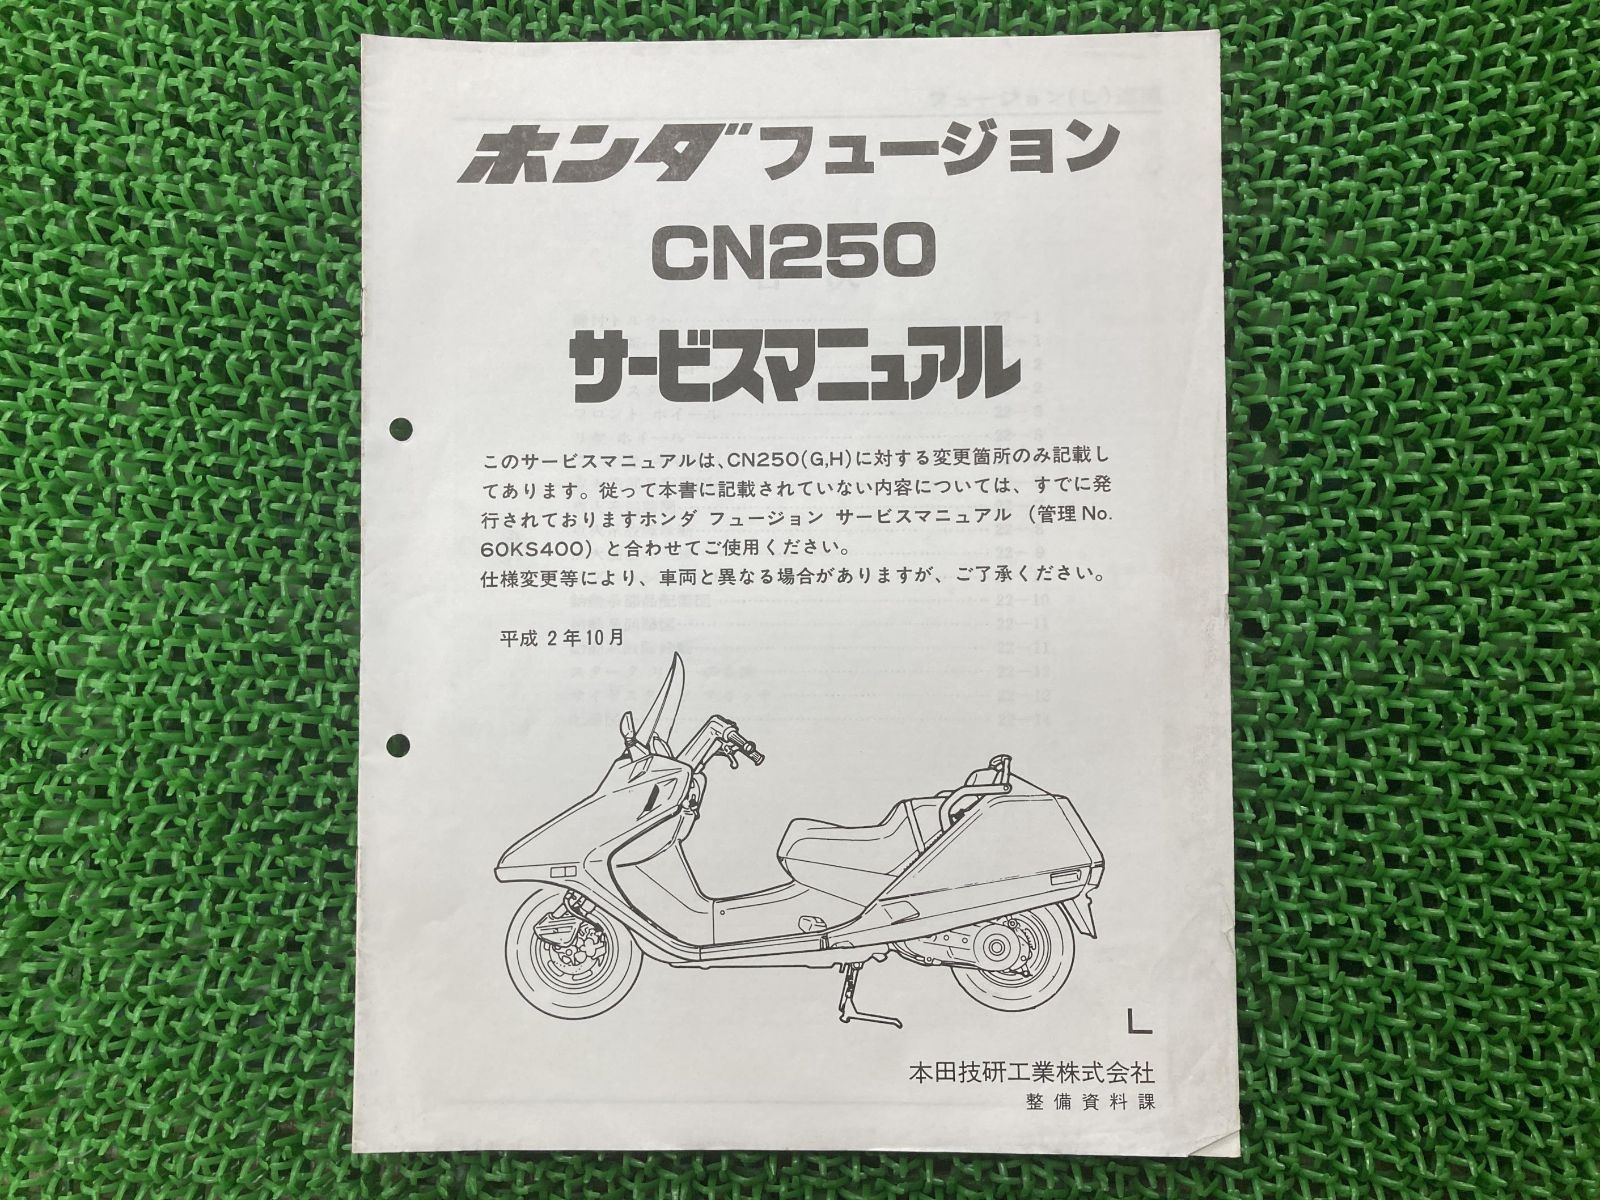 ホンダ フュージョン
CN250
サービスマニュアル
このサービスマニュアルは、CN250(G,H)に対する変更箇所のみ記載し
てあります。従って本書に記載されていない内容については、すでに発
行されておりますホンダ フュージョン サービスマニュアル (管理No.
60KS400) と合わせてご使用ください。
仕様変更等により、車両と異なる場合がありますが、ご了承ください。
平成 2 年10月
L
本田技研工業株式会社
整備資料課